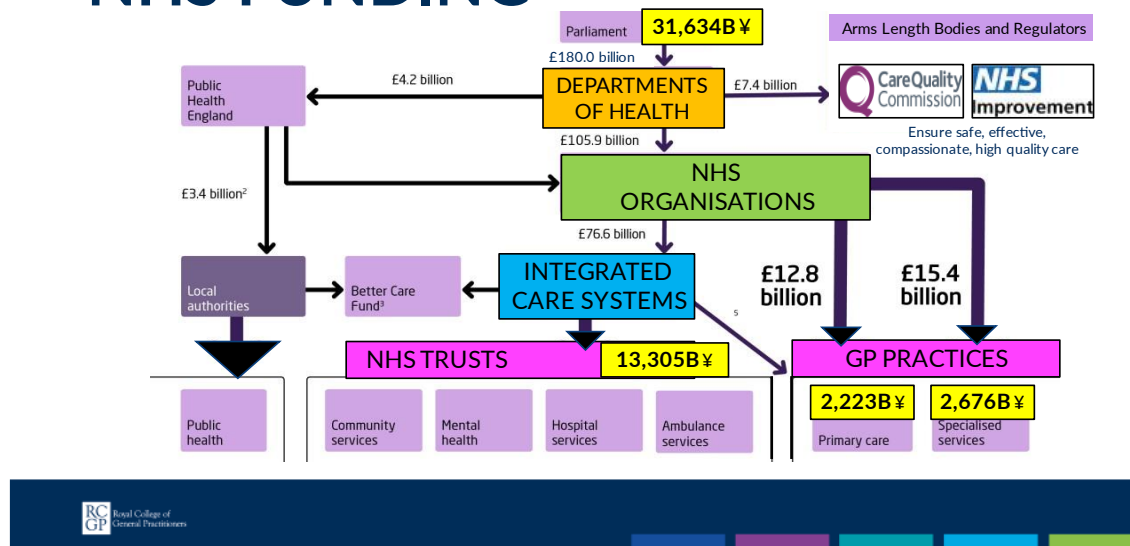 NHS FUNDING
Parliament
31,634B ¥
Arms Length Bodies and Regulators
£180.0 billion
Public
Health
England
£4.2 billion
DEPARTMENTS
OF HEALTH
£7.4 billion
CareQuality
Commission
NHS
Improvement
£105.9 billion
Ensure safe, effective,
compassionate, high quality care
NHS
ORGANISATIONS
£3.4 billion²
£76.6 billion
Local
authorities
Better Care
Fund³
INTEGRATED
CARE SYSTEMS
£12.8
billion
£15.4
billion
5
NHS TRUSTS
13,305B ¥
GP PRACTICES
2,223B ¥
2,676B ¥
Public
health
Community
services
Mental
health
Hospital
services
Ambulance
services
Primary care
Specialised
services
RC
GP
Royal College of
General Practitioners